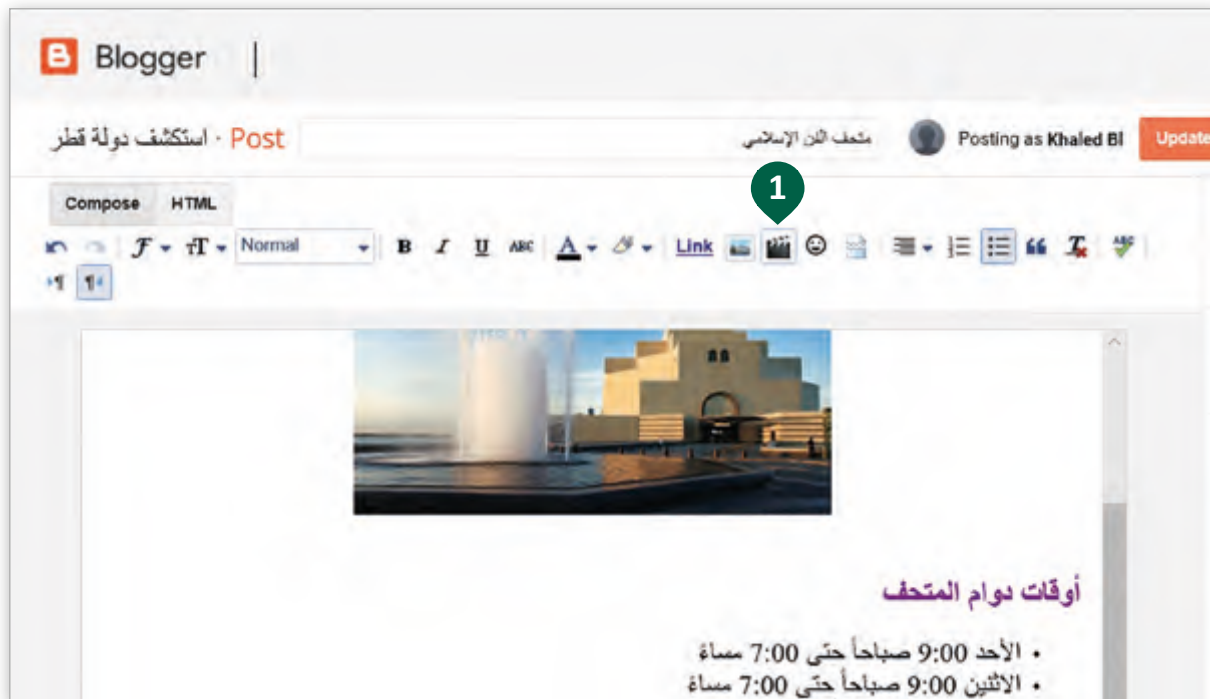 Blogger
استكشف دولة قطر · Post
متحف الفن الإسلامي
Posting as Khaled Bl
Update
1
Compose HTML
Normal B I U ABC A Link
أوقات دوام المتحف
• الأحد 9:00 صباحاً حتى 7:00 مساءً
• الاثنين 9:00 صباحاً حتى 7:00 مساءً